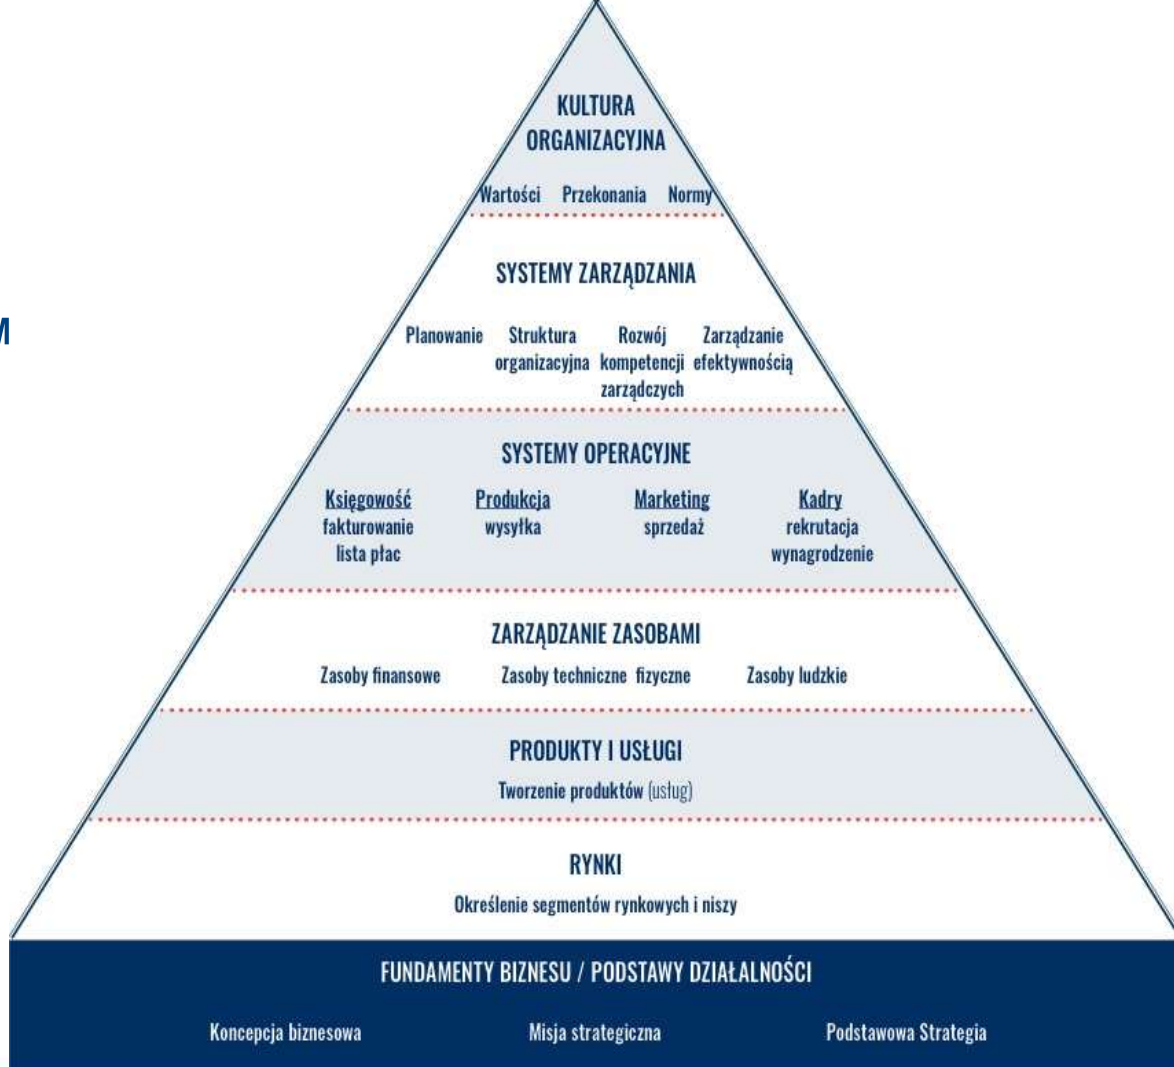 KULTURA
ORGANIZACYJNA
Wartości Przekonania Normy
SYSTEMY ZARZĄDZANIA
M
Planowanie Struktura Rozwój Zarządzanie
organizacyjna kompetencji efektywnością
zarządczych
SYSTEMY OPERACYJNE
Księgowość Produkcja Marketing Kadry
fakturowanie wysyłka sprzedaż rekrutacja
lista płac wynagrodzenie
ZARZĄDZANIE ZASOBAMI
Zasoby finansowe Zasoby techniczne fizyczne Zasoby ludzkie
PRODUKTY I USŁUGI
Tworzenie produktów (usług)
RYNKI
Określenie segmentów rynkowych i niszy
FUNDAMENTY BIZNESU / PODSTAWY DZIAŁALNOŚCI
Koncepcja biznesowa Misja strategiczna Podstawowa Strategia